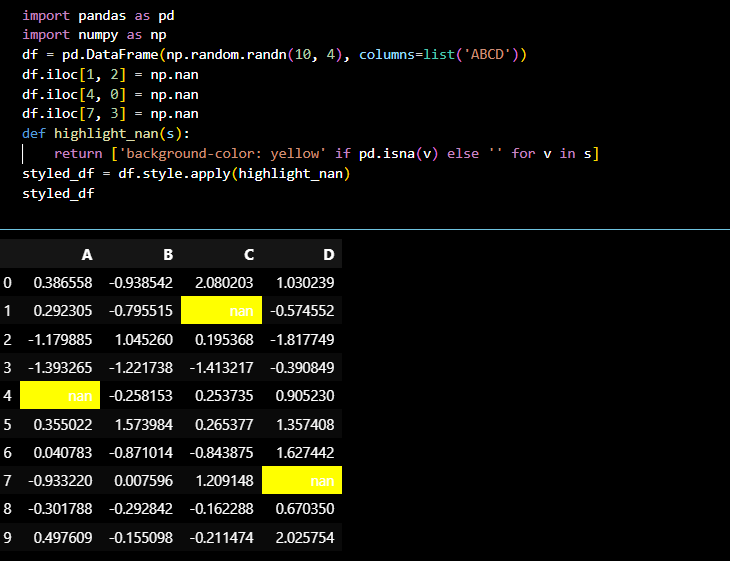 import pandas as pd
import numpy as np
df = pd.DataFrame(np.random.randn(10, 4), columns=list('ABCD'))
df.iloc[1, 2] = np.nan
df.iloc[4, 0] = np.nan
df.iloc[7, 3] = np.nan
def highlight_nan(s):
    return ['background-color: yellow' if pd.isna(v) else '' for v in s]
styled_df = df.style.apply(highlight_nan)
styled_df
A B C D
0 0.386558 -0.938542 2.080203 1.030239
1 0.292305 -0.795515 nan -0.574552
2 -1.179885 1.045260 0.195368 -1.817749
3 -1.393265 -1.221738 -1.413217 -0.390849
4 nan -0.258153 0.253735 0.905230
5 0.355022 1.573984 0.265377 1.357408
6 0.040783 -0.871014 -0.843875 1.627442
7 -0.933220 0.007596 1.209148 nan
8 -0.301788 -0.292842 -0.162288 0.670350
9 0.497609 -0.155098 -0.211474 2.025754